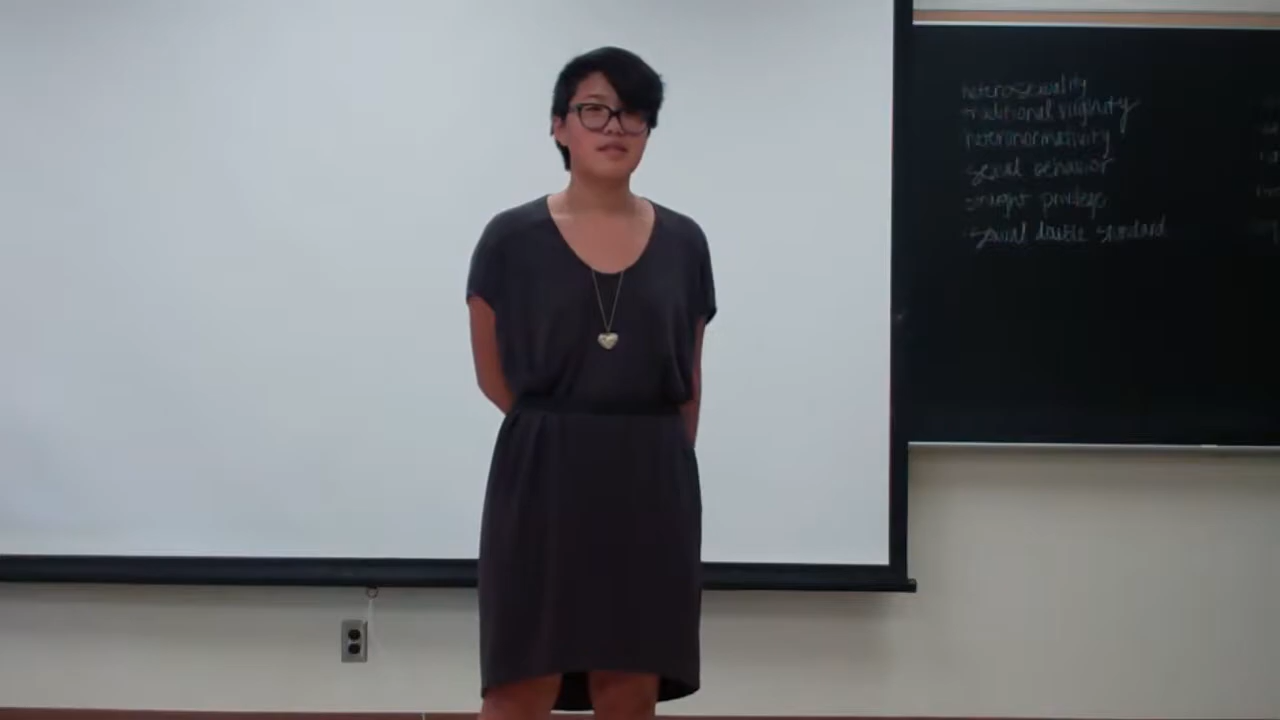 heterosexuality
traditional virginity
heteronormativity
sexual behavior
straight privilege
sexual double standard